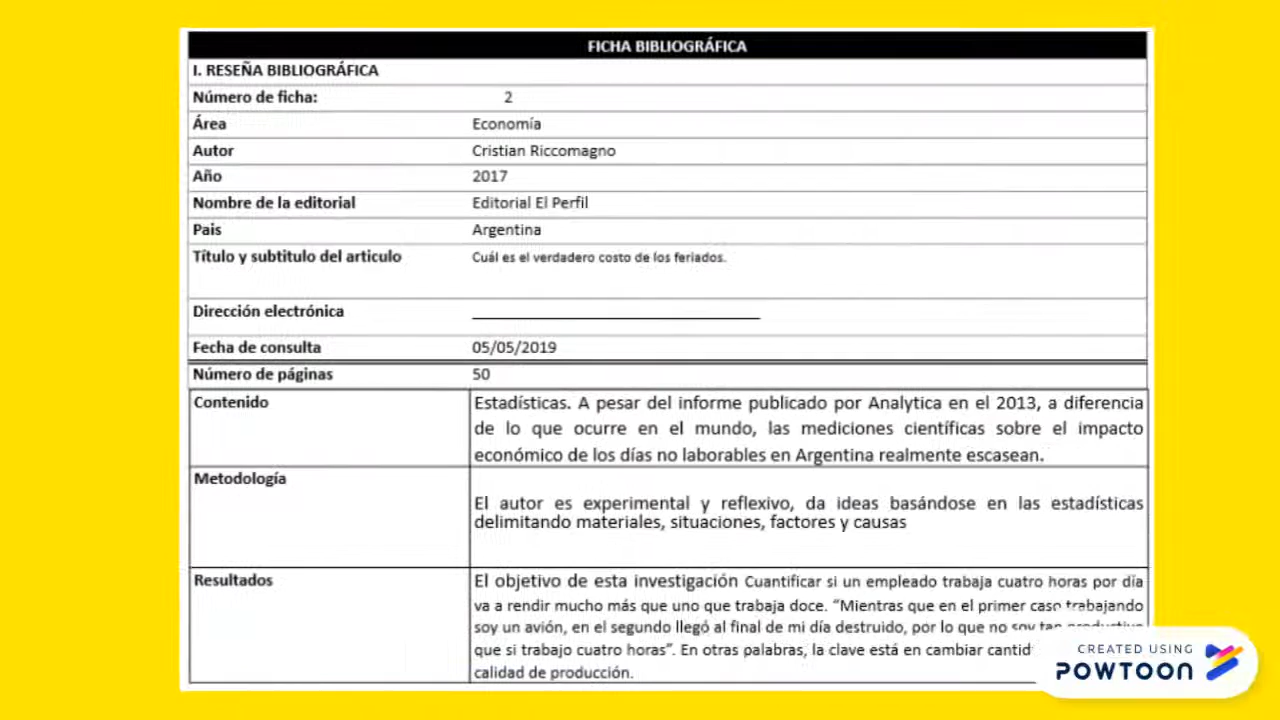 FICHA BIBLIOGRÁFICA
I. RESEÑA BIBLIOGRÁFICA
Número de ficha: 2
Área Economía
Autor Cristian Riccomagno
Año 2017
Nombre de la editorial Editorial El Perfil
Pais Argentina
Título y subtitulo del articulo Cuál es el verdadero costo de los feriados.
Dirección electrónica
Fecha de consulta 05/05/2019
Número de páginas 50
Contenido Estadísticas. A pesar del informe publicado por Analytica en el 2013, a diferencia
de lo que ocurre en el mundo, las mediciones científicas sobre el impacto
económico de los días no laborables en Argentina realmente escasean.
Metodología
El autor es experimental y reflexivo, da ideas basándose en las estadísticas
delimitando materiales, situaciones, factores y causas
Resultados El objetivo de esta investigación Cuantificar si un empleado trabaja cuatro horas por día
va a rendir mucho más que uno que trabaja doce. “Mientras que en el primer caso trabajando
soy un avión, en el segundo llegó al final de mi día destruido, por lo que no soy tan productivo
que si trabajo cuatro horas”. En otras palabras, la clave está en cambiar
calidad de producción.
CREATED USING
POWTOON